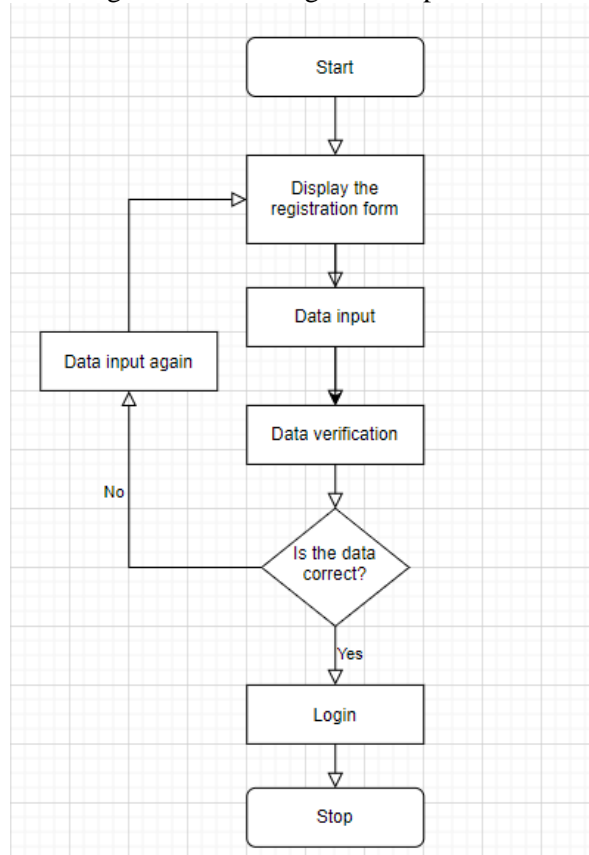 Start
Display the
registration form
Data input
Data input again
Data verification
No
Is the data
correct?
Yes
Login
Stop